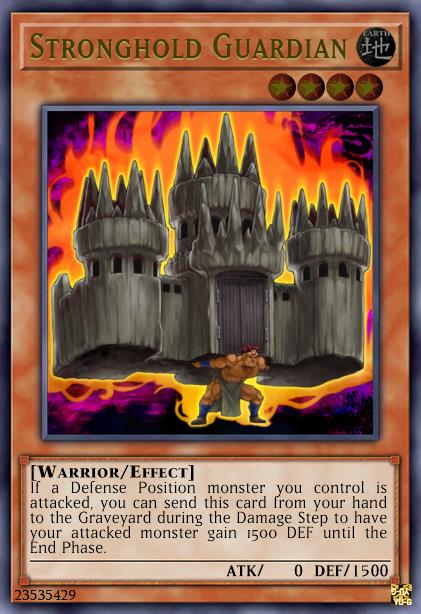 STRONGHOLD GUARDIAN
EARTH
地
[WARRIOR/EFFECT]
If a Defense Position monster you control is
attacked, you can send this card from your hand
to the Graveyard during the Damage Step to have
your attacked monster gain 1500 DEF until the
End Phase.
ATK/ 0 DEF/1500
23535429